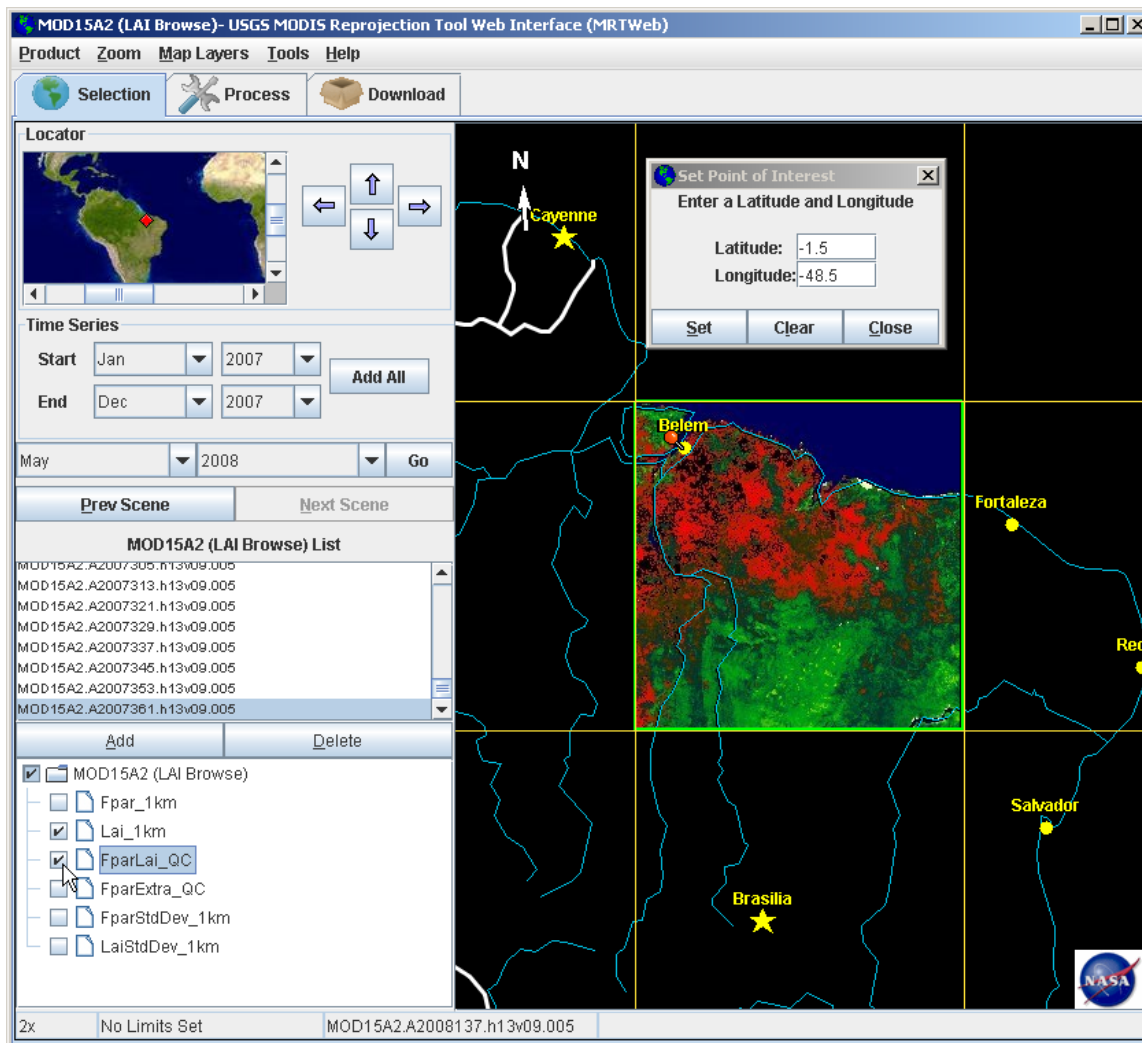 MOD15A2 (LAI Browse)- USGS MODIS Reprojection Tool Web Interface (MRTWeb)
Product Zoom Map Layers Tools Help
Selection Process Download
Locator
N
Cayenne
Set Point of Interest
Enter a Latitude and Longitude
Latitude: -1.5
Longitude: -48.5
Set Clear Close
Time Series
Start Jan 2007
End Dec 2007
Add All
May 2008 Go
Prev Scene Next Scene
MOD15A2 (LAI Browse) List
MOD15A2.A2007305.h13v09.005
MOD15A2.A2007313.h13v09.005
MOD15A2.A2007321.h13v09.005
MOD15A2.A2007329.h13v09.005
MOD15A2.A2007337.h13v09.005
MOD15A2.A2007345.h13v09.005
MOD15A2.A2007353.h13v09.005
MOD15A2.A2007361.h13v09.005
Add Delete
MOD15A2 (LAI Browse)
Fpar_1km
Lai_1km
FparLai_QC
FparExtra_QC
FparStdDev_1km
LaiStdDev_1km
Belem
Fortaleza
Rec
Salvador
Brasilia
NASA
2x No Limits Set MOD15A2.A2008137.h13v09.005